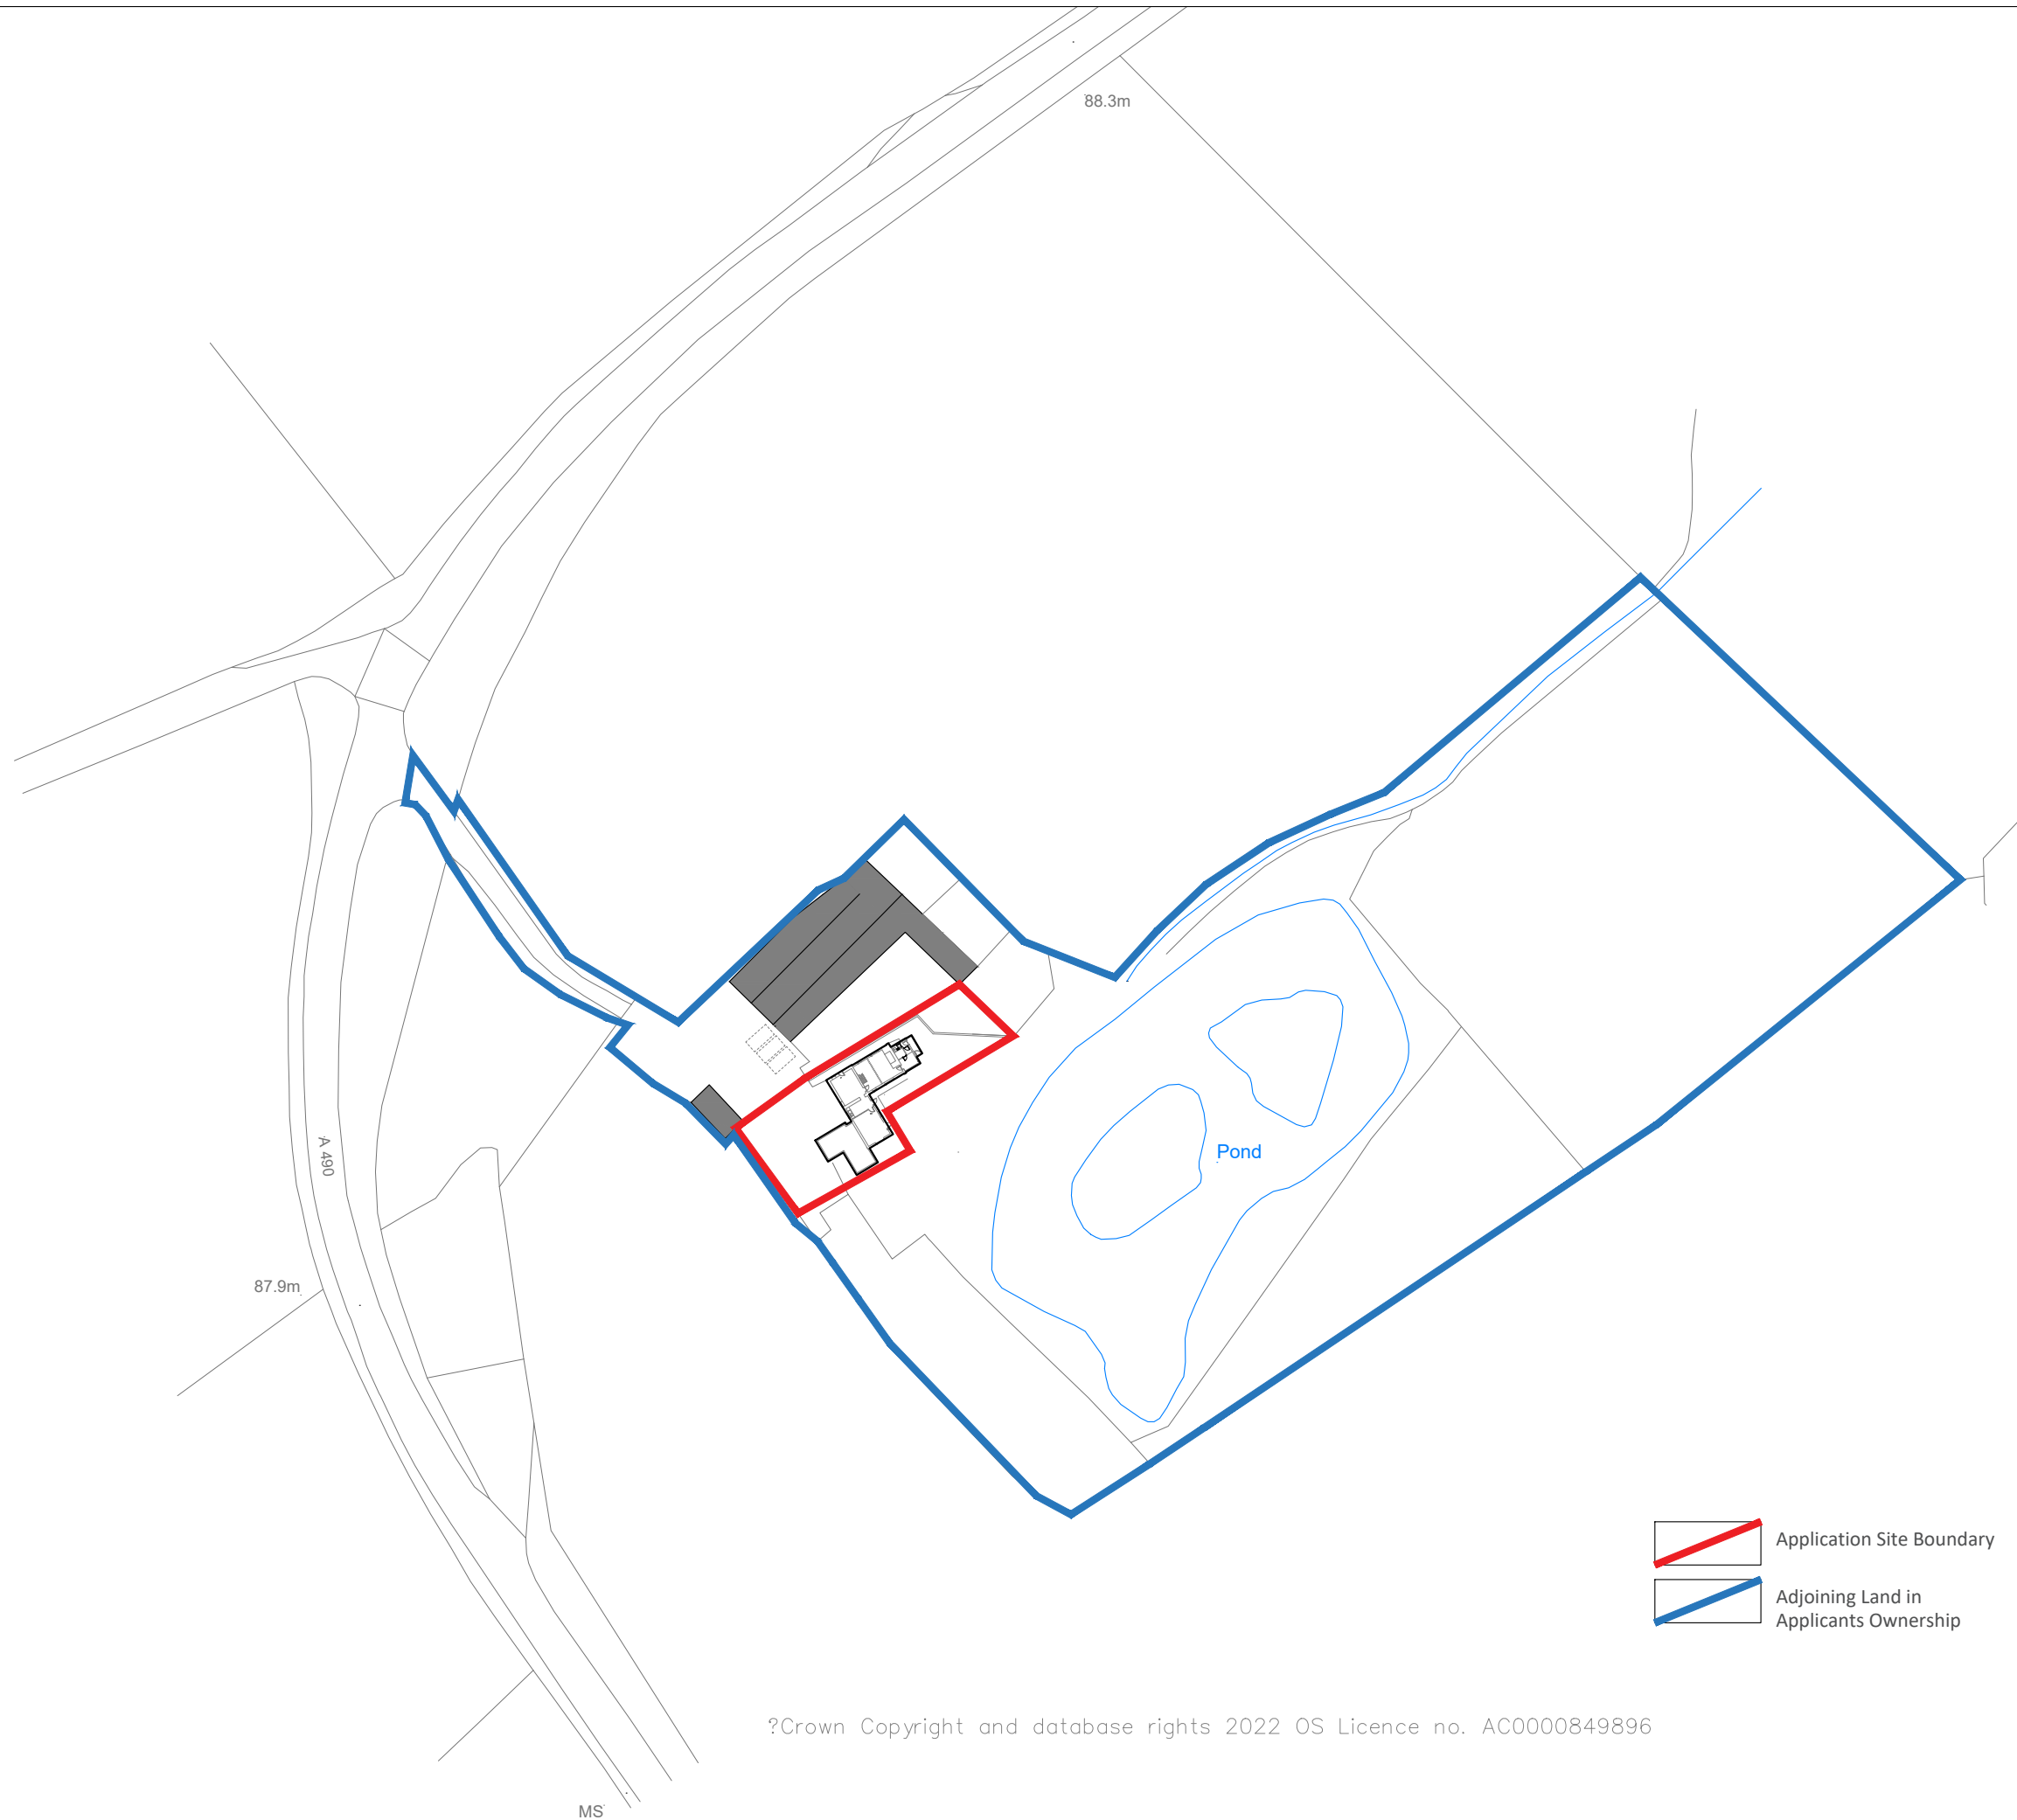 88.3m
A 490
Pond
87.9m
Application Site Boundary
Adjoining Land in
Applicants Ownership
?Crown Copyright and database rights 2022 OS Licence no. AC0000849896
MS